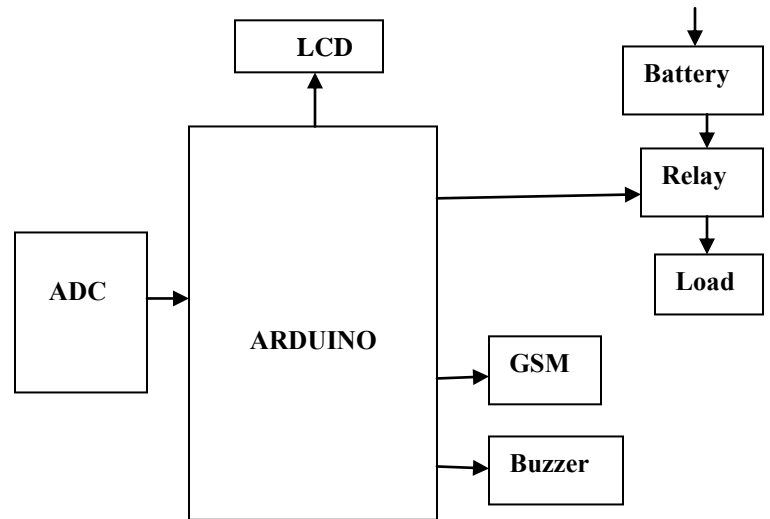 LCD
Battery
Relay
ADC
Load
ARDUINO
GSM
Buzzer